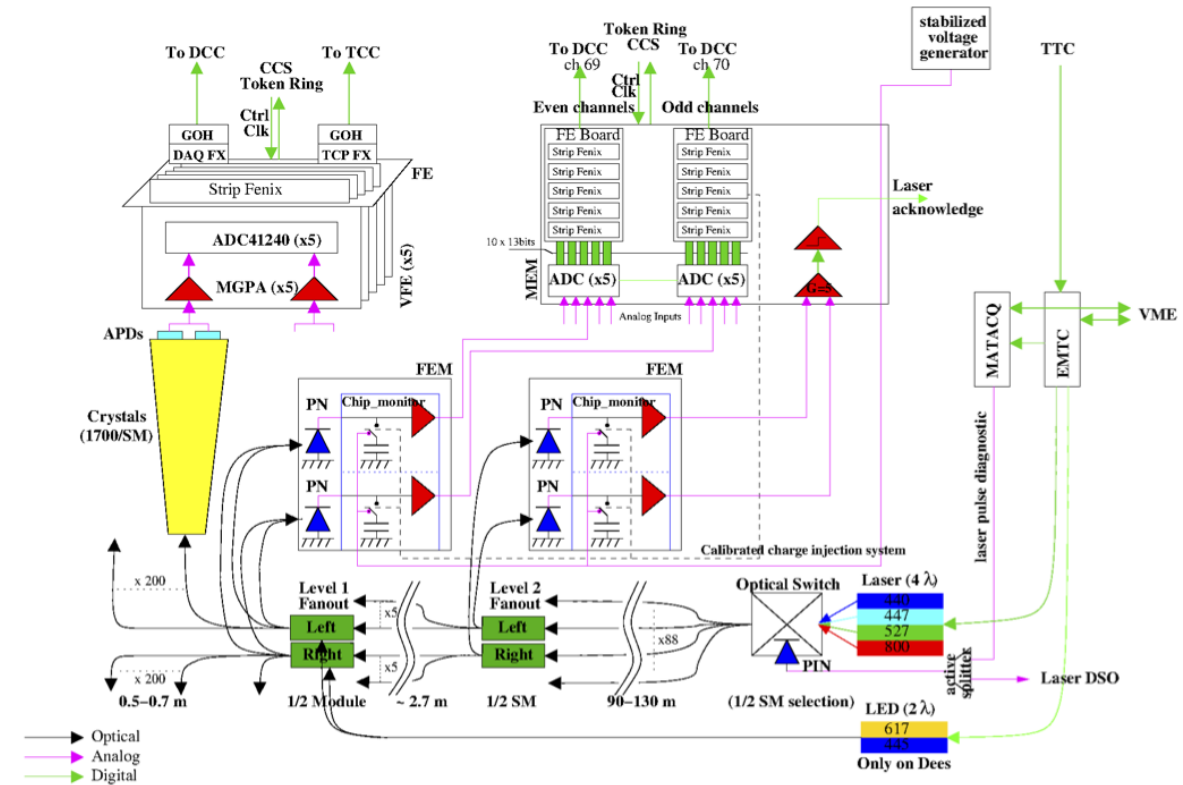 stabilized
voltage
generator
TTC
To DCC
To TCC
CCS
Token Ring
Ctrl
Clk
GOH
DAQ FX
GOH
TCP FX
FE
Strip Fenix
ADC41240 (x5)
MGPA (x5)
VFE (x5)
APDs
Crystals
(1700/SM)
Token Ring
CCS
To DCC
ch 69
To DCC
ch 70
Ctrl
Clk
Even channels
Odd channels
FE Board
FE Board
Strip Fenix
Strip Fenix
Strip Fenix
Strip Fenix
Strip Fenix
Strip Fenix
Strip Fenix
Strip Fenix
Strip Fenix
Strip Fenix
10 x 13bits
MEM
ADC (x5)
ADC (x5)
G=5
Analog Inputs
Laser
acknowledge
MATACQ
EMTC
VME
FEM
FEM
PN
Chip_monitor
PN
PN
Chip_monitor
PN
laser pulse diagnostic
Calibrated charge injection system
x 200
x 200
0.5–0.7 m
Level 1
Fanout
Left
Right
1/2 Module
x5
x5
~ 2.7 m
Level 2
Fanout
Left
Right
1/2 SM
x88
90–130 m
Optical Switch
PIN
(1/2 SM selection)
Laser (4 λ)
440
447
527
800
active
splitter
Laser DSO
LED (2 λ)
617
445
Only on Dees
Optical
Analog
Digital